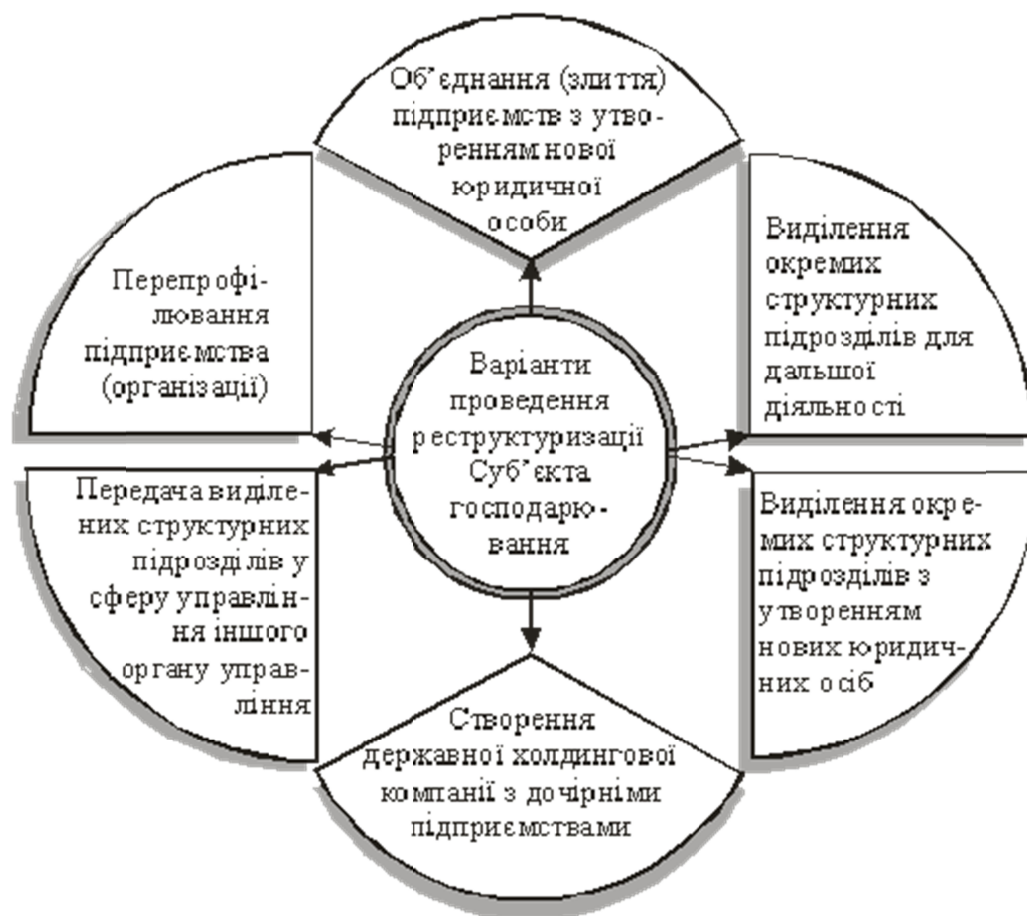 Об’єднання (злиття)
підприємств з утво-
ренням нової
юридичної
особи
Перепрофі-
лювання
підприємства
(організації)
Виділення
окремих
структурних
підрозділів для
дальшої
діяльності
Варіанти
проведення
реструктуризації
Суб’єкта
господарю-
вання
Передача виділе-
них структурних
підрозділів у
сферу управлін-
ня іншого
органу управ-
ління
Виділення окре-
мих структурних
підрозділів з
утворенням
нових юридич-
них осіб
Створення
державної холдингової
компанії з дочірніми
підприємствами